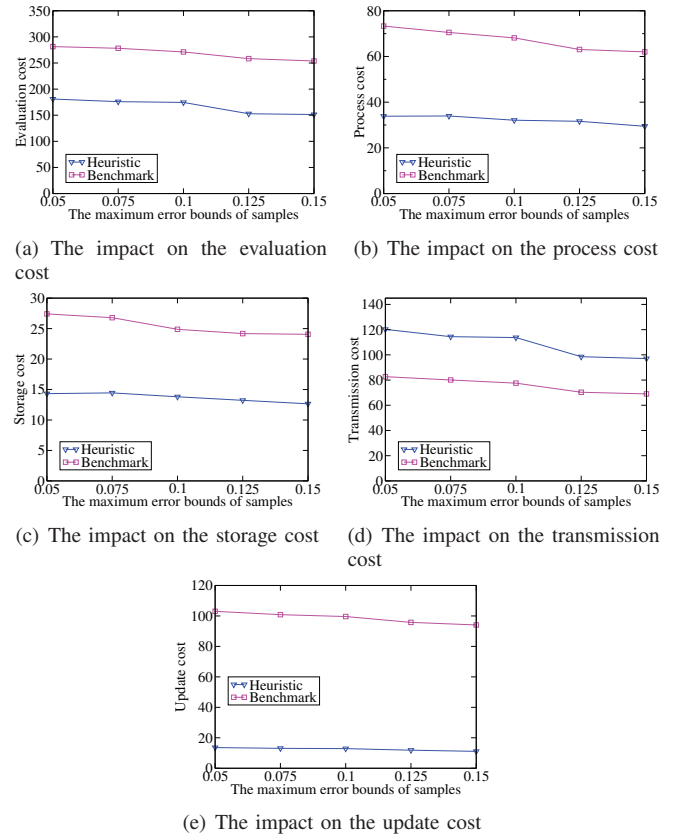 350
300
250
200
150
100
50
0
Evaluation cost
Heuristic
Benchmark
0.05 0.075 0.1 0.125 0.15
The maximum error bounds of samples
(a) The impact on the evaluation
cost
80
60
40
20
0
Process cost
Heuristic
Benchmark
0.05 0.075 0.1 0.125 0.15
The maximum error bounds of samples
(b) The impact on the process cost
30
25
20
15
10
5
0
Storage cost
Heuristic
Benchmark
0.05 0.075 0.1 0.125 0.15
The maximum error bounds of samples
(c) The impact on the storage cost
140
120
100
80
60
40
20
0
Transmission cost
Heuristic
Benchmark
0.05 0.075 0.1 0.125 0.15
The maximum error bounds of samples
(d) The impact on the transmission
cost
120
100
80
60
40
20
0
Update cost
Heuristic
Benchmark
0.05 0.075 0.1 0.125 0.15
The maximum error bounds of samples
(e) The impact on the update cost